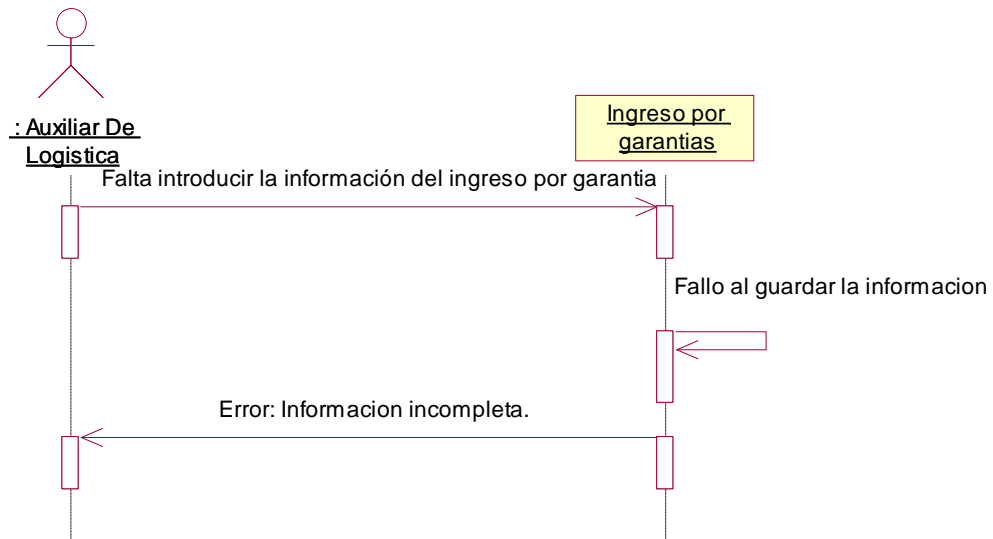 : Auxiliar De
Logistica
Ingreso por
garantias
Falta introducir la información del ingreso por garantia
Fallo al guardar la informacion
Error: Informacion incompleta.